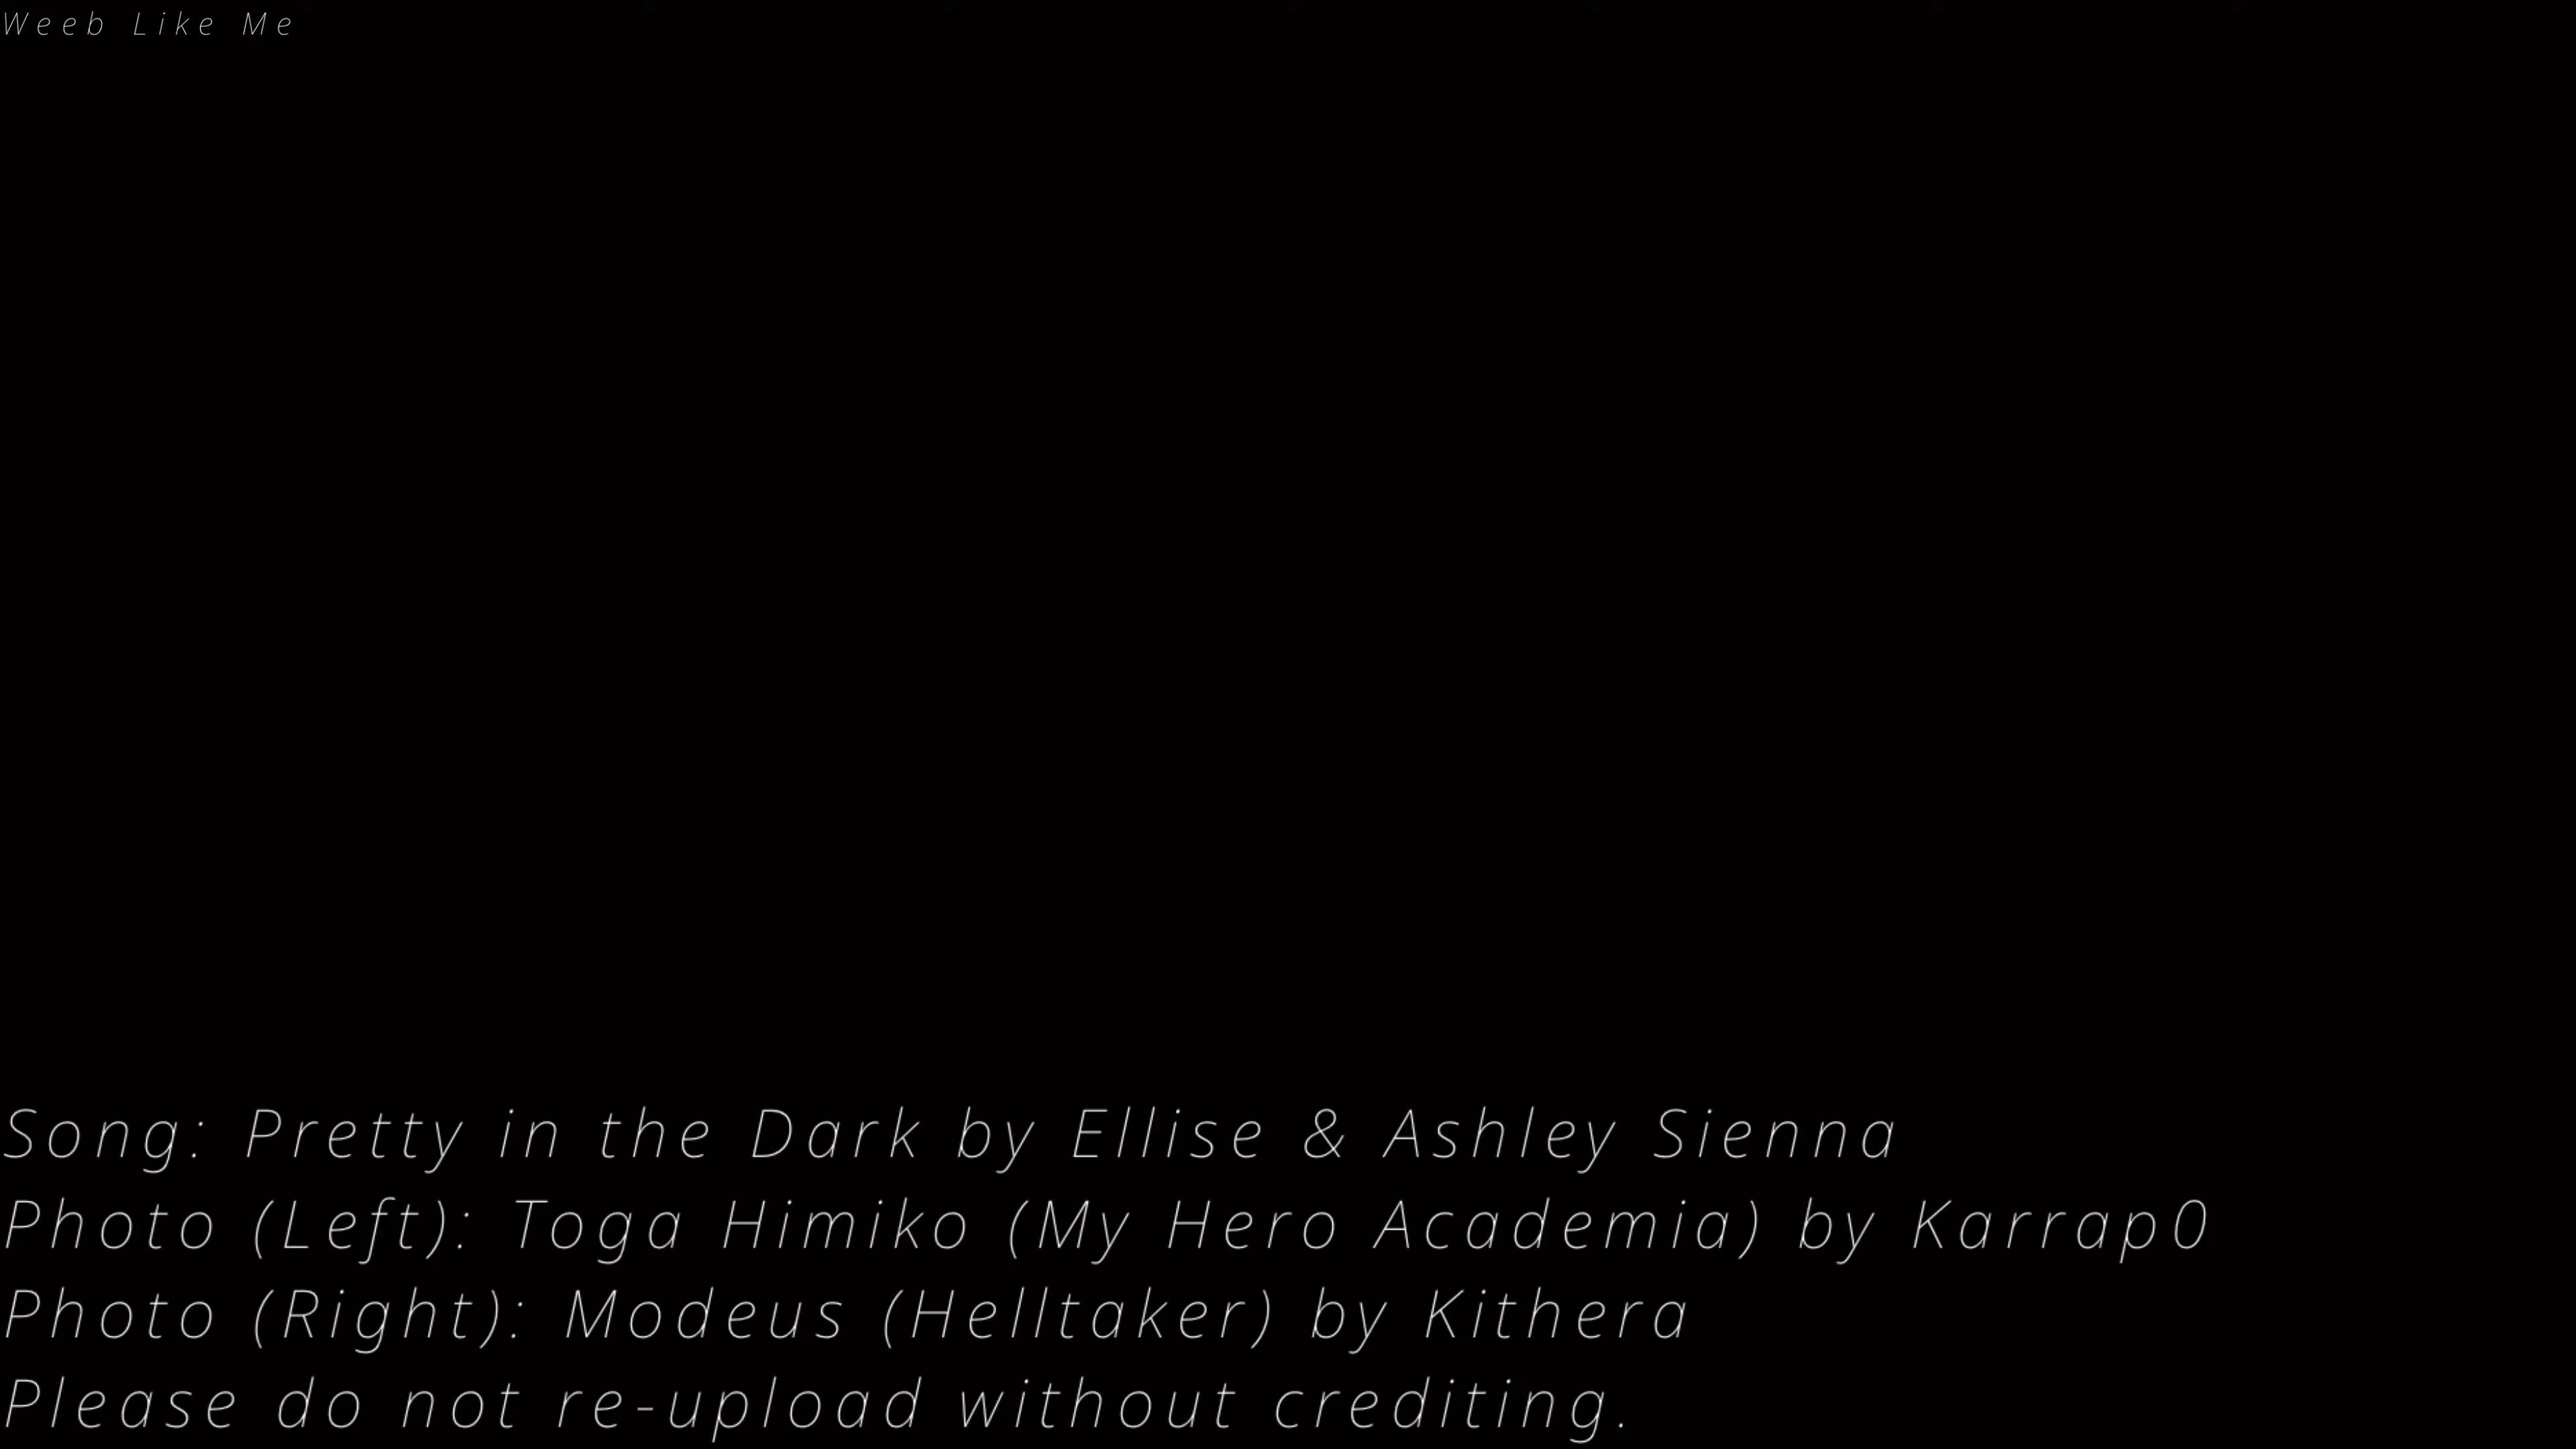 Weeb Like Me
Song: Pretty in the Dark by Ellise & Ashley Sienna
Photo (Left): Toga Himiko (My Hero Academia) by Karrap0
Photo (Right): Modeus (Helltaker) by Kithera
Please do not re-upload without crediting.